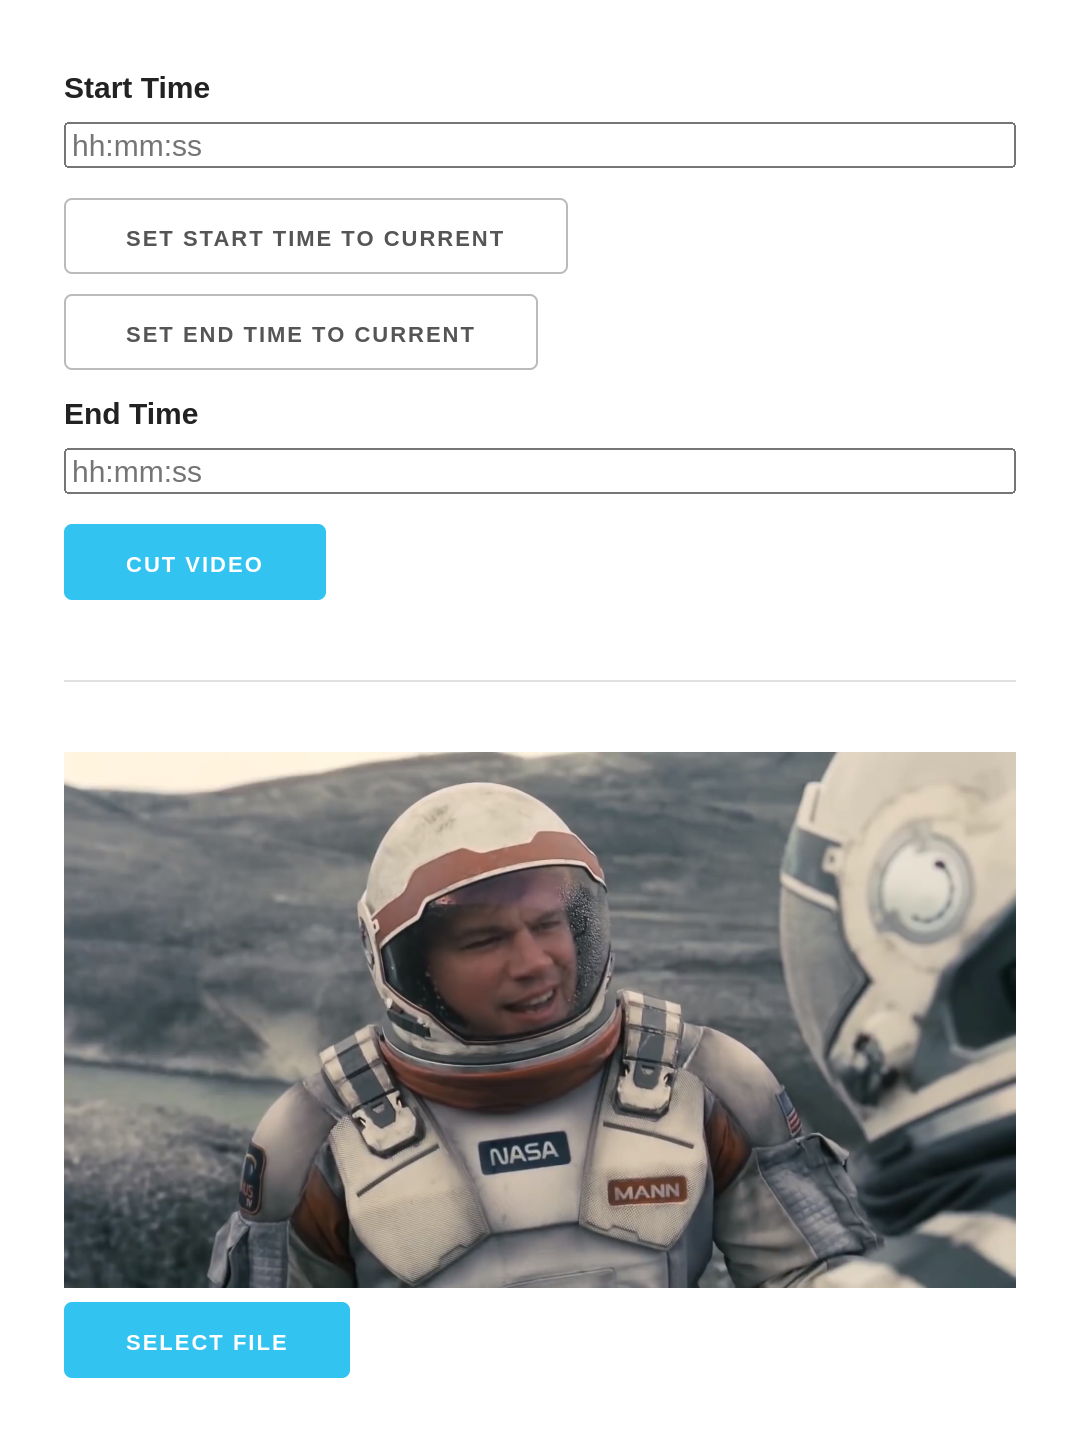 Start Time
hh:mm:ss
SET START TIME TO CURRENT
SET END TIME TO CURRENT
End Time
hh:mm:ss
CUT VIDEO
NASA
MANN
SELECT FILE